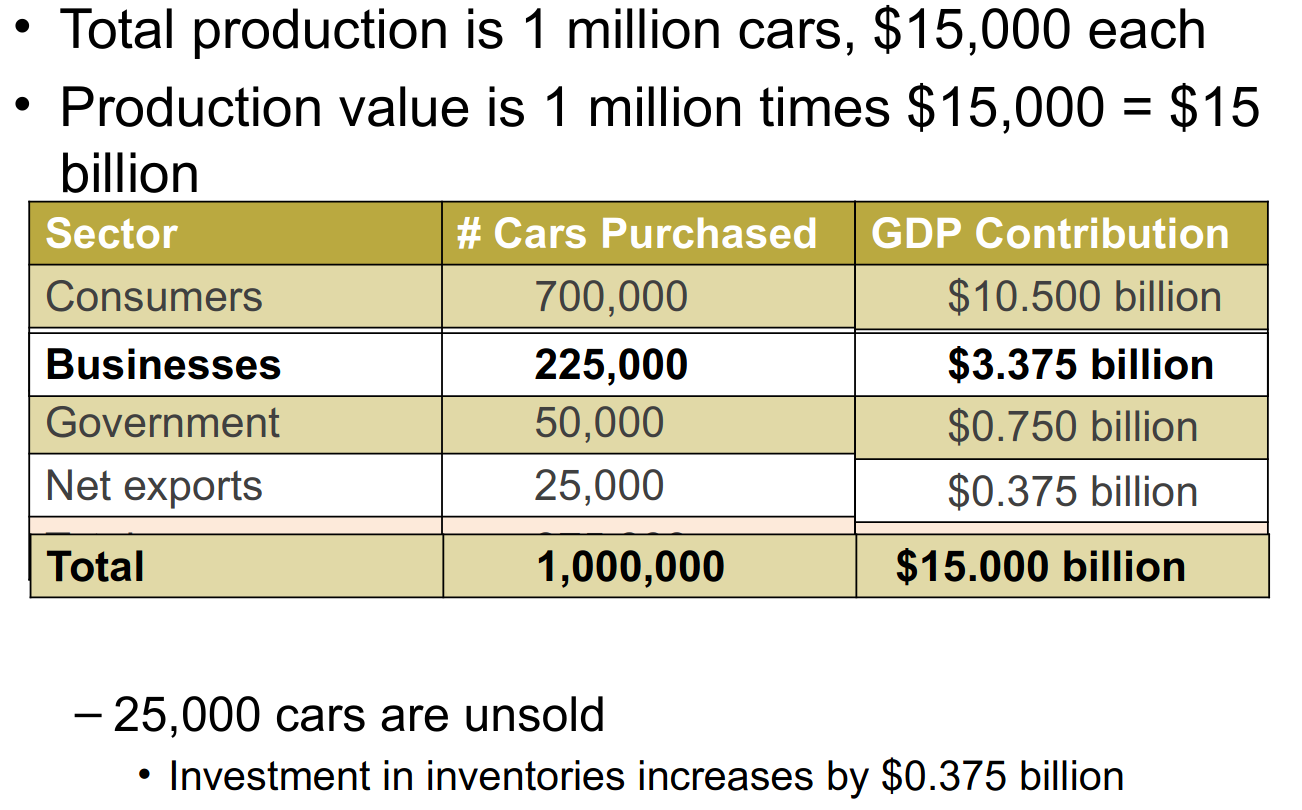 • Total production is 1 million cars, $15,000 each
• Production value is 1 million times $15,000 = $15
billion
Sector # Cars Purchased GDP Contribution
Consumers 700,000 $10.500 billion
Businesses 225,000 $3.375 billion
Government 50,000 $0.750 billion
Net exports 25,000 $0.375 billion
Total 1,000,000 $15.000 billion
– 25,000 cars are unsold
• Investment in inventories increases by $0.375 billion